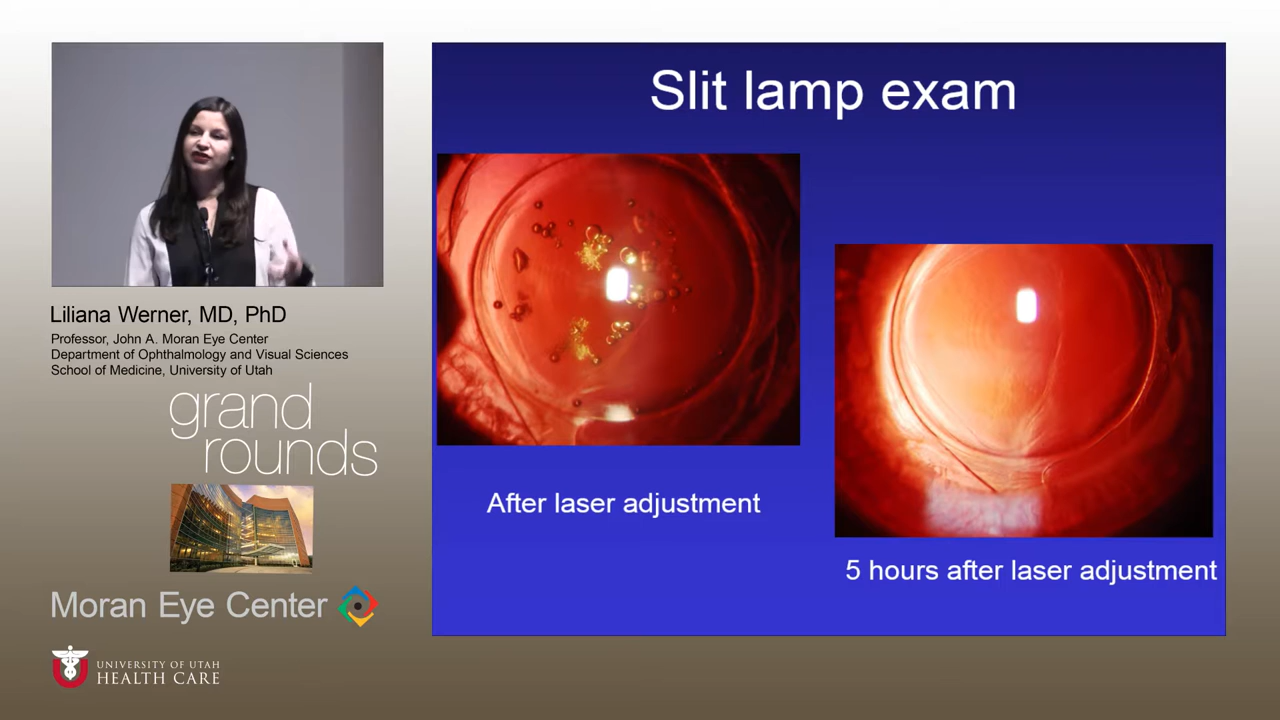 Slit lamp exam
After laser adjustment
5 hours after laser adjustment
Liliana Werner, MD, PhD
Professor, John A. Moran Eye Center
Department of Ophthalmology and Visual Sciences
School of Medicine, University of Utah
grand
rounds
Moran Eye Center
U
UNIVERSITY OF UTAH
HEALTH CARE